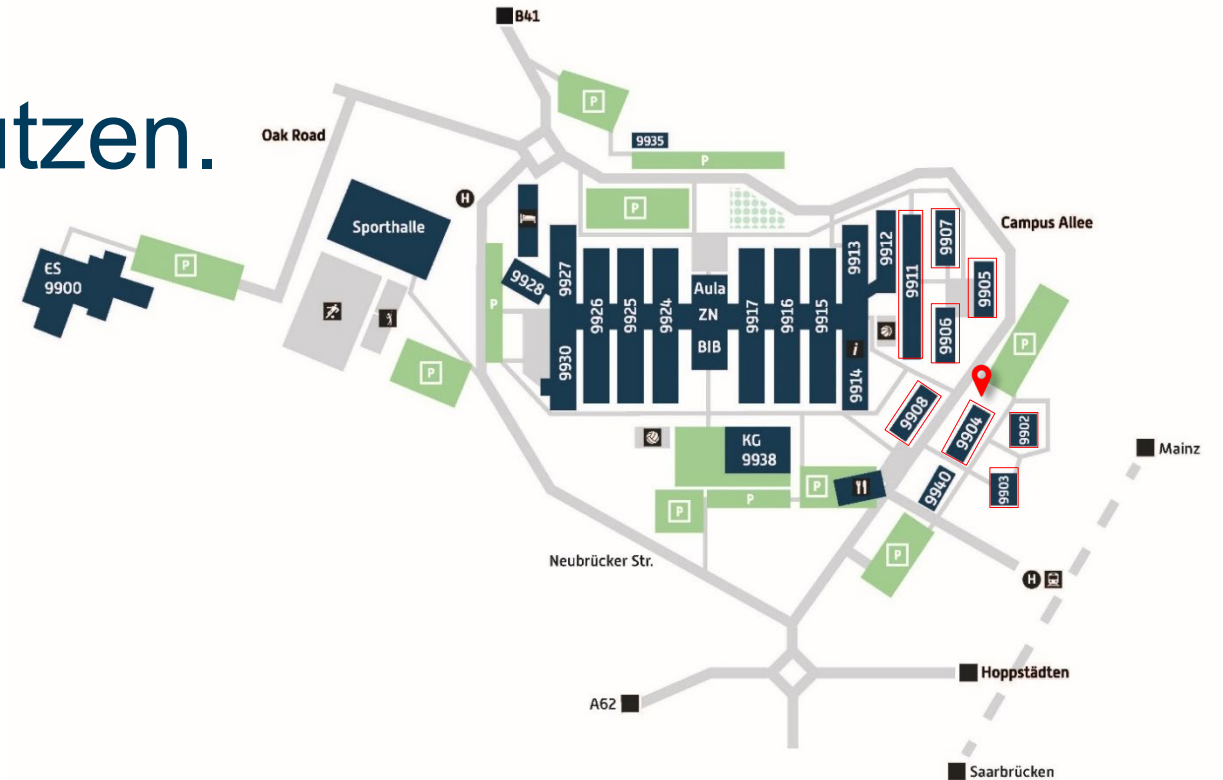 B41
utzen.
Oak Road
9935
P
P
H
P
Sporthalle
Campus Allee
ES
9900
P
9928
9927
9926
9925
9924
Aula
ZN
BIB
9917
9916
9915
9913
9912
9911
9907
9905
9906
P
9930
i
9914
P
P
9908
9904
9902
9903
9940
KG
9938
P
P
P
Mainz
P
Neubrücker Str.
H
Hoppstädten
A62
Saarbrücken